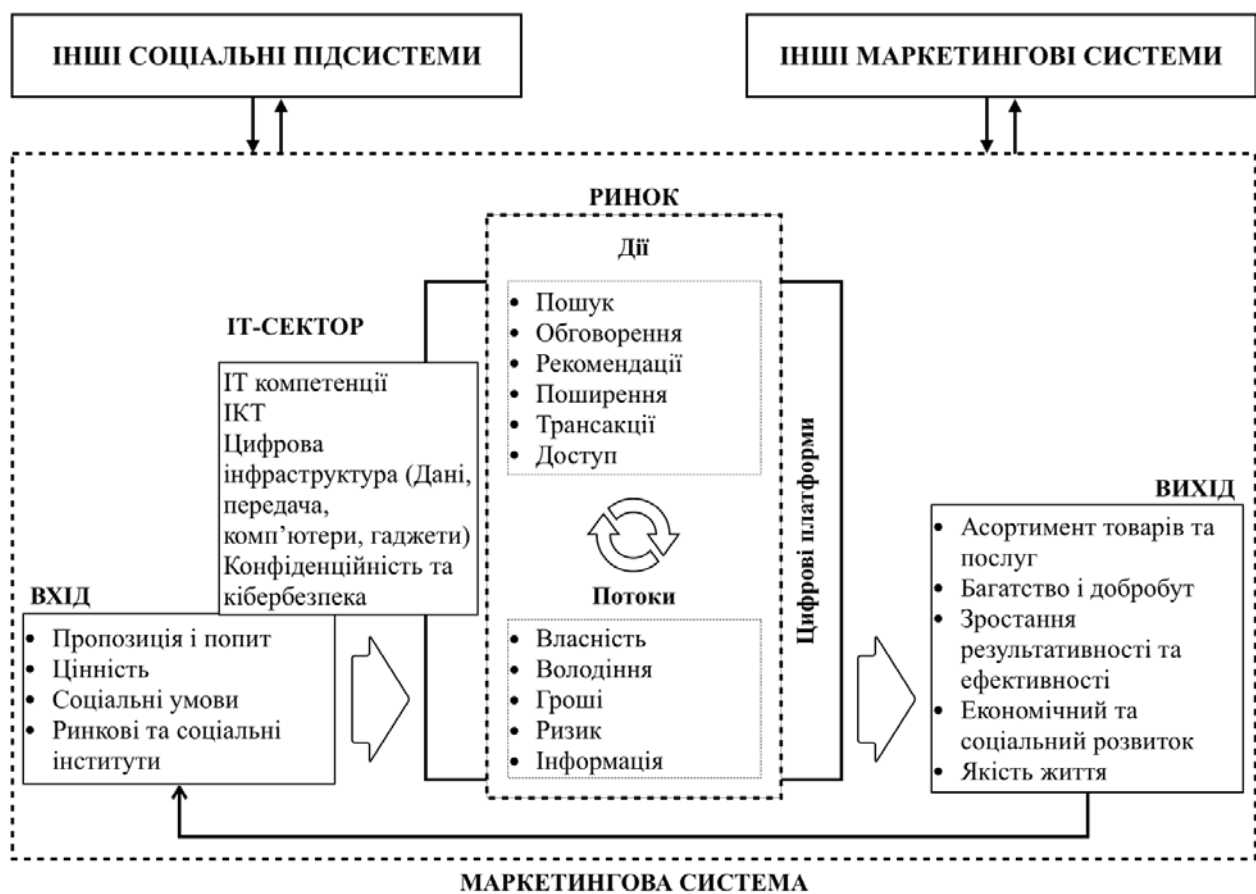 ІНШІ СОЦІАЛЬНІ ПІДСИСТЕМИ
ІНШІ МАРКЕТИНГОВІ СИСТЕМИ
РИНОК
Дії
• Пошук
• Обговорення
• Рекомендації
• Поширення
• Трансакції
• Доступ
ІТ-СЕКТОР
ІТ компетенції
ІКТ
Цифрова
інфраструктура (Дані,
передача,
комп’ютери, гаджети)
Конфіденційність та
кібербезпека
ВХІД
• Пропозиція і попит
• Цінність
• Соціальні умови
• Ринкові та соціальні
інститути
Потоки
• Власність
• Володіння
• Гроші
• Ризик
• Інформація
Цифрові платформи
ВИХІД
• Асортимент товарів та
послуг
• Багатство і добробут
• Зростання
результативності та
ефективності
• Економічний та
соціальний розвиток
• Якість життя
МАРКЕТИНГОВА СИСТЕМА